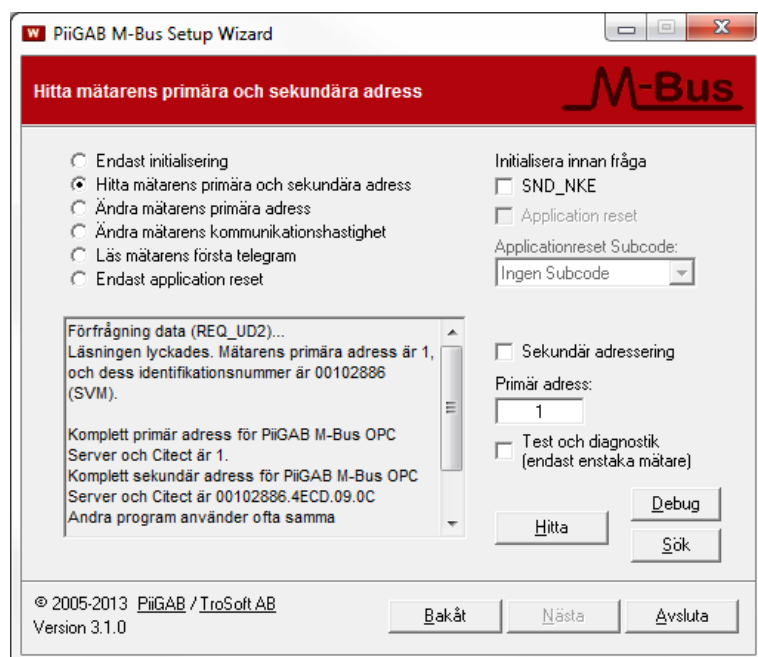 PiiGAB M-Bus Setup Wizard
Hitta mätarens primära och sekundära adress
M-Bus
Endast initialisering
Hitta mätarens primära och sekundära adress
Ändra mätarens primära adress
Ändra mätarens kommunikationshastighet
Läs mätarens första telegram
Endast application reset
Initialisera innan fråga
SND_NKE
Application reset
Applicationreset Subcode:
Ingen Subcode
Förfrågning data (REQ_UD2)...
Läsningen lyckades. Mätarens primära adress är 1,
och dess identifikationsnummer är 00102886
(SVM).
Komplett primär adress för PiiGAB M-Bus OPC
Server och Citect är 1.
Komplett sekundär adress för PiiGAB M-Bus OPC
Server och Citect är 00102886.4ECD.09.0C
Andra program använder ofta samma
Sekundär adressering
Primär adress:
1
Test och diagnostik
(endast enstaka mätare)
Hitta
Debug
Sök
© 2005-2013 PiiGAB / TroSoft AB
Version 3.1.0
Bakåt
Nästa
Avsluta